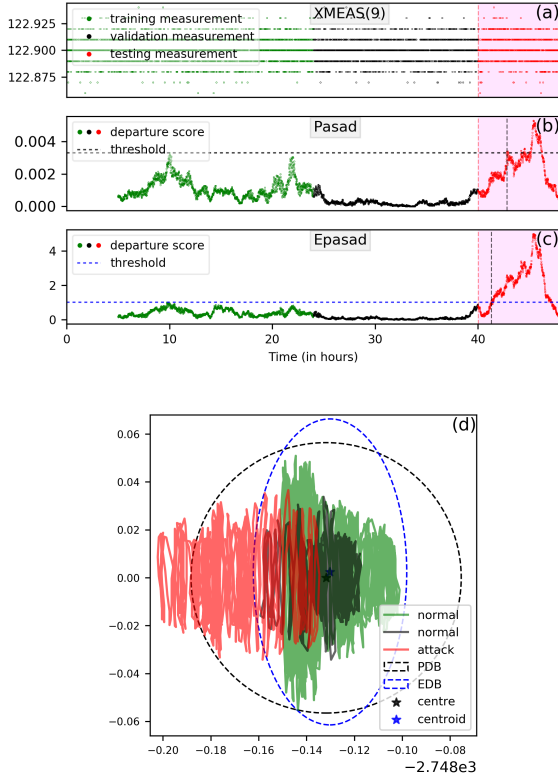 XMEAS(9)
(a)
training measurement
validation measurement
testing measurement
122.925
122.900
122.875
Pasad
(b)
departure score
threshold
0.004
0.002
0.000
Epasad
(c)
departure score
threshold
4
2
0
0 10 20 30 40
Time (in hours)
(d)
0.06
0.04
0.02
0.00
−0.02
−0.04
−0.06
normal
normal
attack
PDB
EDB
centre
centroid
−0.20 −0.18 −0.16 −0.14 −0.12 −0.10 −0.08
−2.748e3